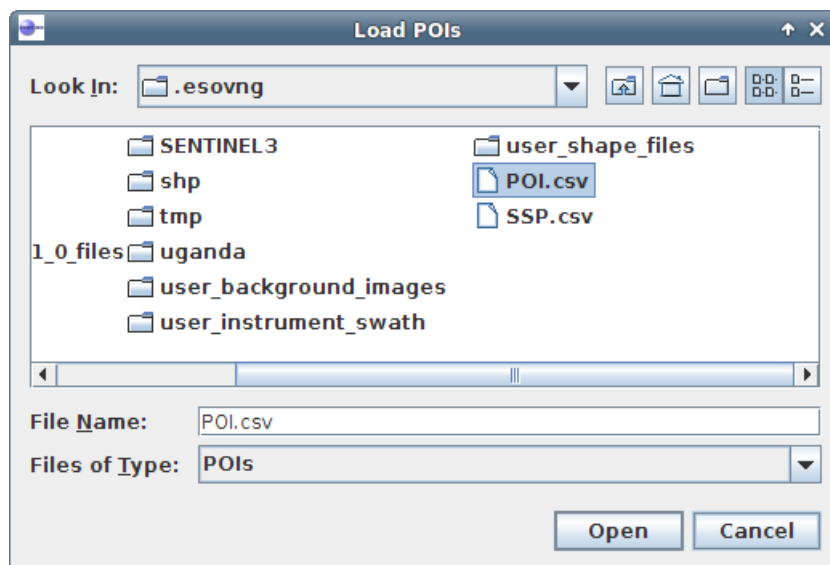 Load POIs
Look In: .esovng
SENTINEL3 user_shape_files
shp POI.csv
tmp SSP.csv
1_0_files uganda
user_background_images
user_instrument_swath
File Name: POI.csv
Files of Type: POIs
Open Cancel